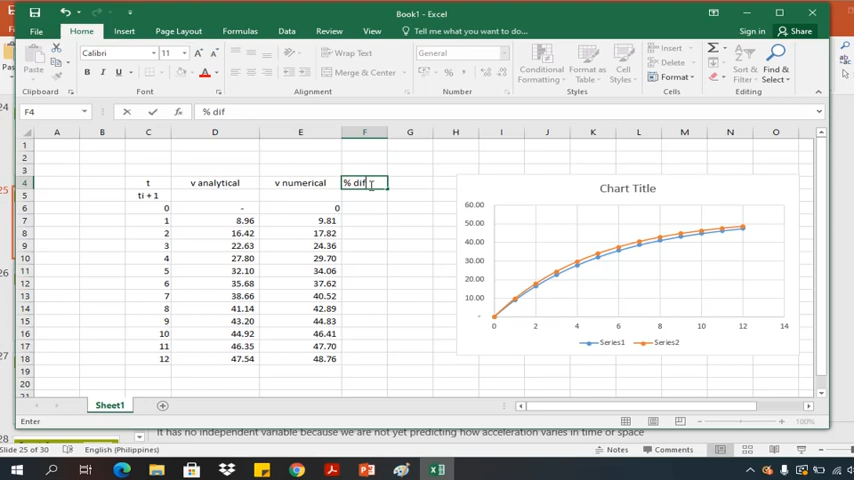 Book1 - Excel
Sign in
Share
File
Home
Insert
Page Layout
Formulas
Data
Review
View
Tell me what you want to do...
Calibri
11
Wrap Text
General
Paste
B I U
Merge & Center
Conditional Formatting
Format as Table
Cell Styles
Insert
Delete
Format
Sort & Filter
Find & Select
Clipboard
Font
Alignment
Number
Styles
Cells
Editing
F4
% dif
A B C D E F G H I J K L M N O
1
2
3
4 t v analytical v numerical % dif
5 ti + 1
6 0 - 0
7 1 8.96 9.81
8 2 16.42 17.82
9 3 22.63 24.36
10 4 27.80 29.70
11 5 32.10 34.06
12 6 35.68 37.62
13 7 38.66 40.52
14 8 41.14 42.89
15 9 43.20 44.83
16 10 44.92 46.41
17 11 46.35 47.70
18 12 47.54 48.76
19
20
21
Chart Title
60.00
50.00
40.00
30.00
20.00
10.00
-
0 2 4 6 8 10 12 14
Series1 Series2
Sheet1
Enter
100%
24
25
26
27
28
It has no independent variable because we are not yet predicting how acceleration varies in time or space
Slide 25 of 30
English (Philippines)
Notes
Comments